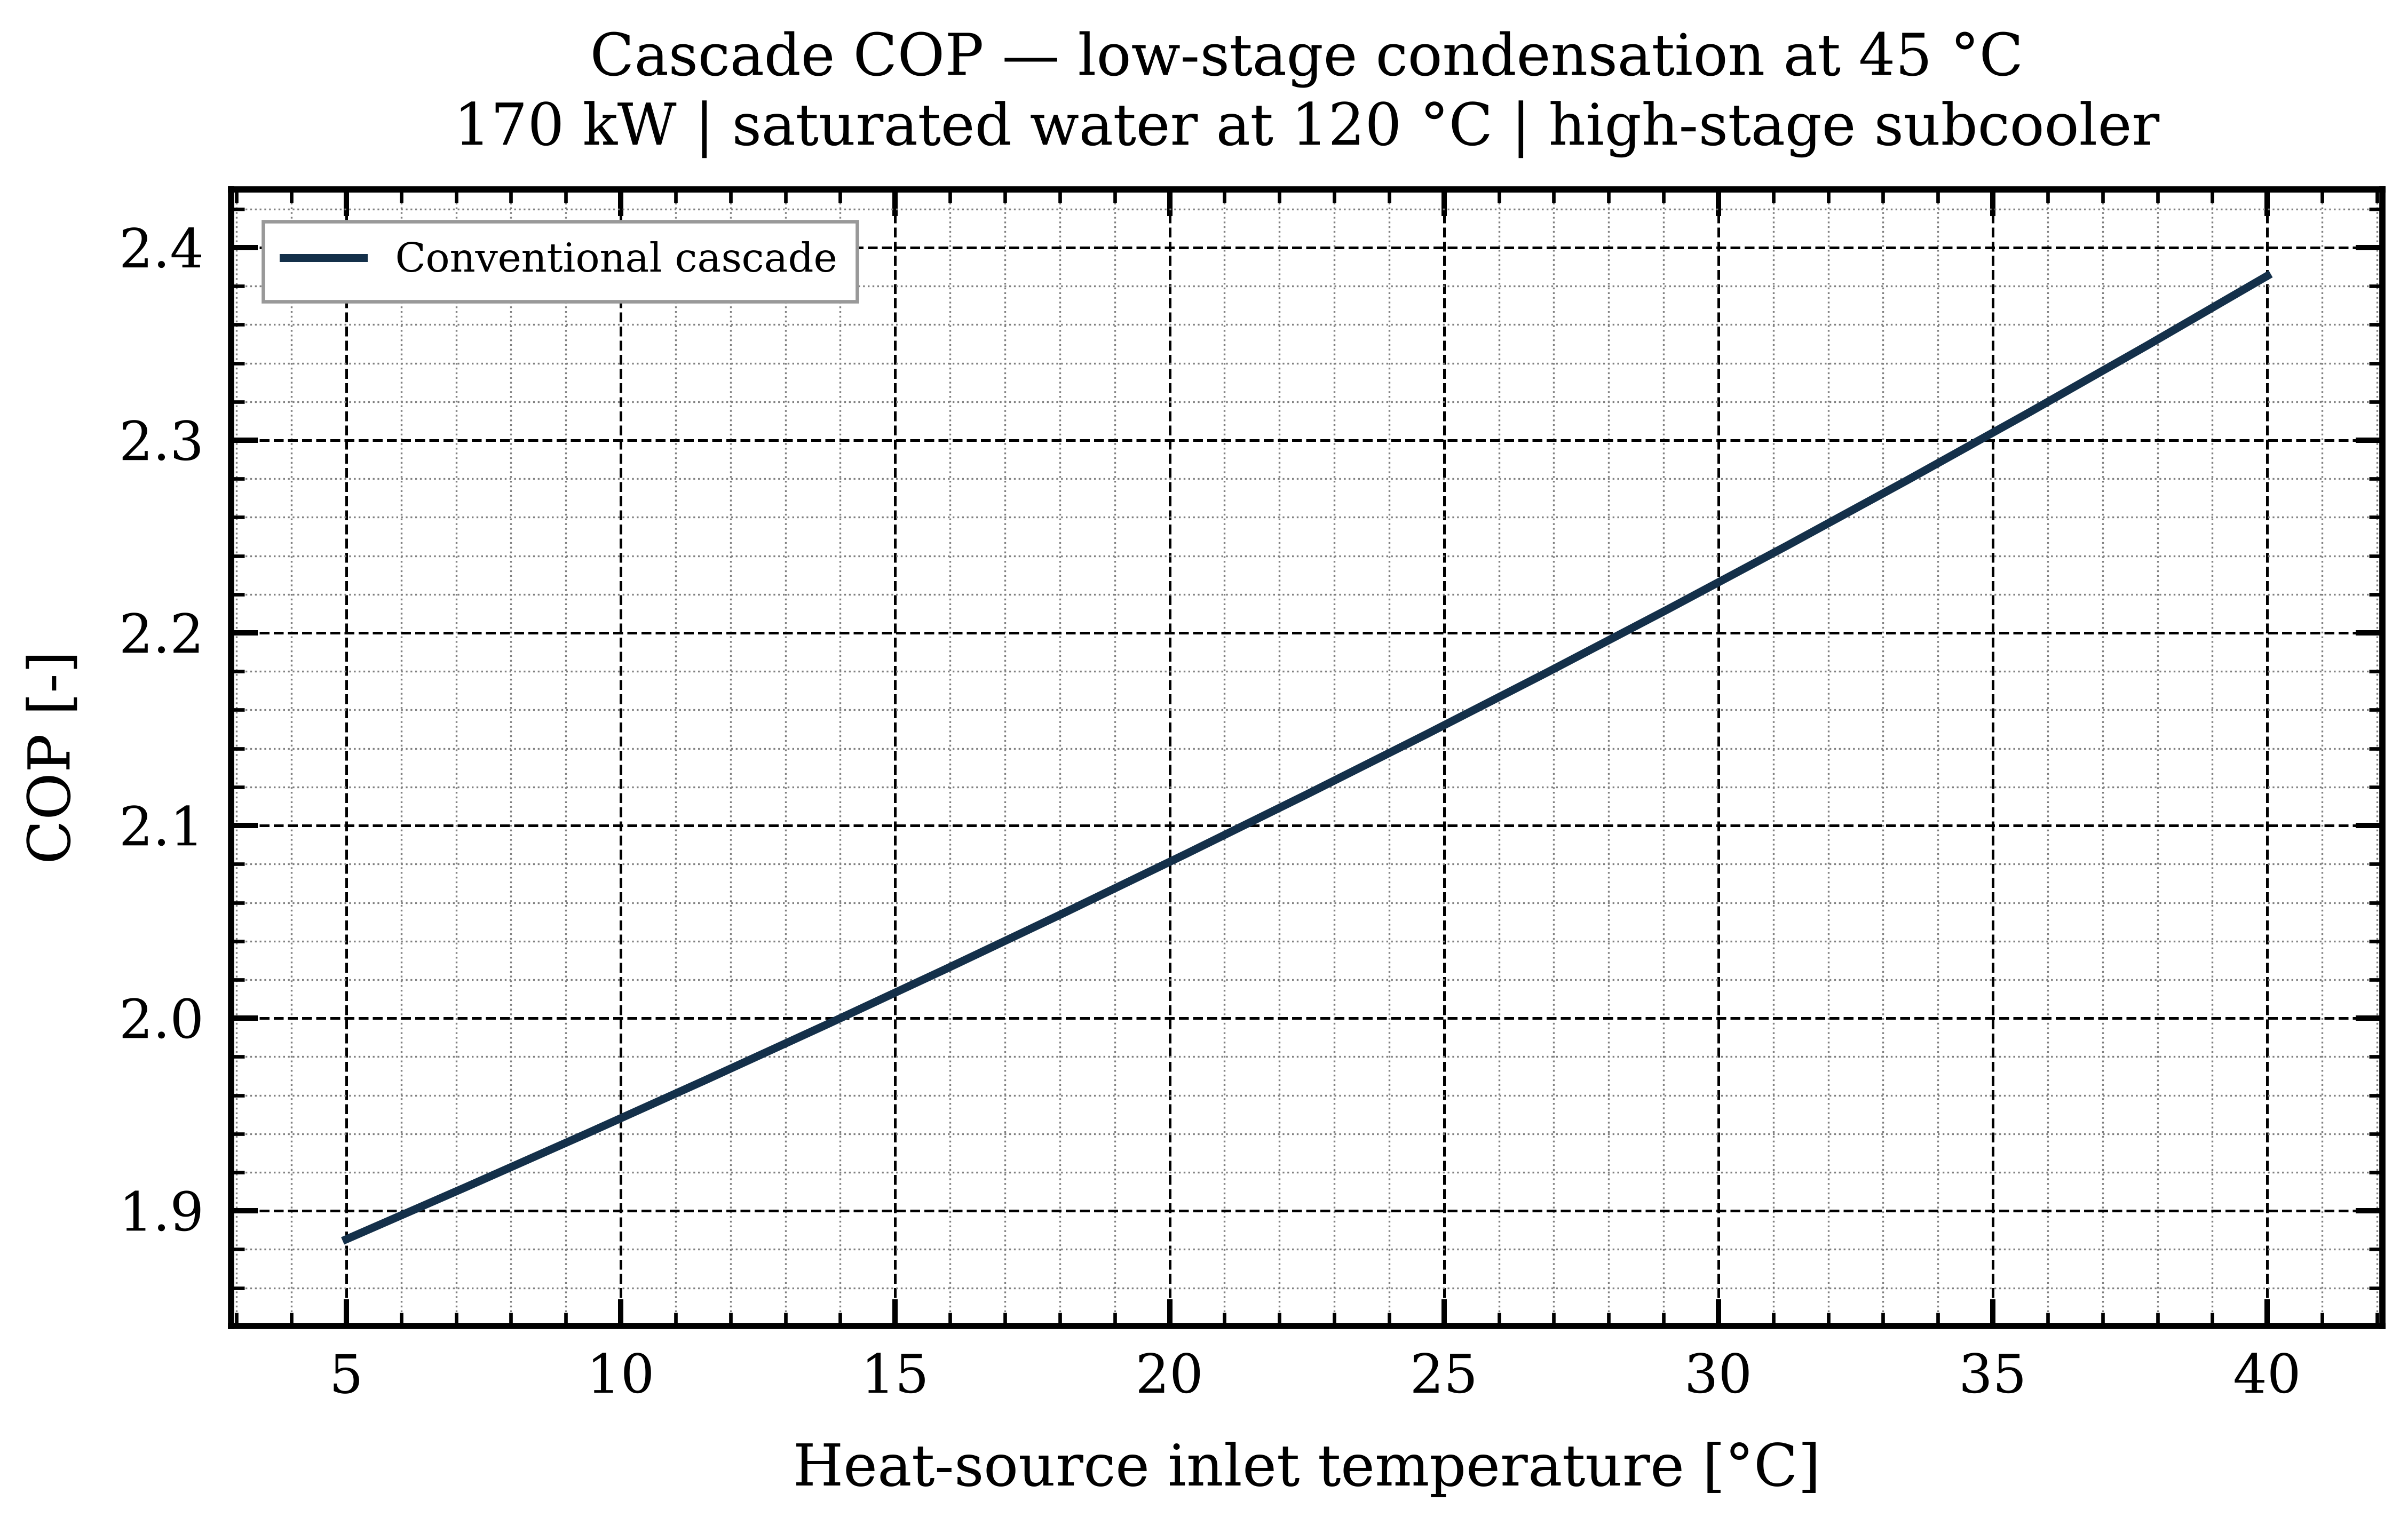 Cascade COP — low-stage condensation at 45 °C
170 kW | saturated water at 120 °C | high-stage subcooler
Conventional cascade
COP [-]
2.4
2.3
2.2
2.1
2.0
1.9
5 10 15 20 25 30 35 40
Heat-source inlet temperature [°C]